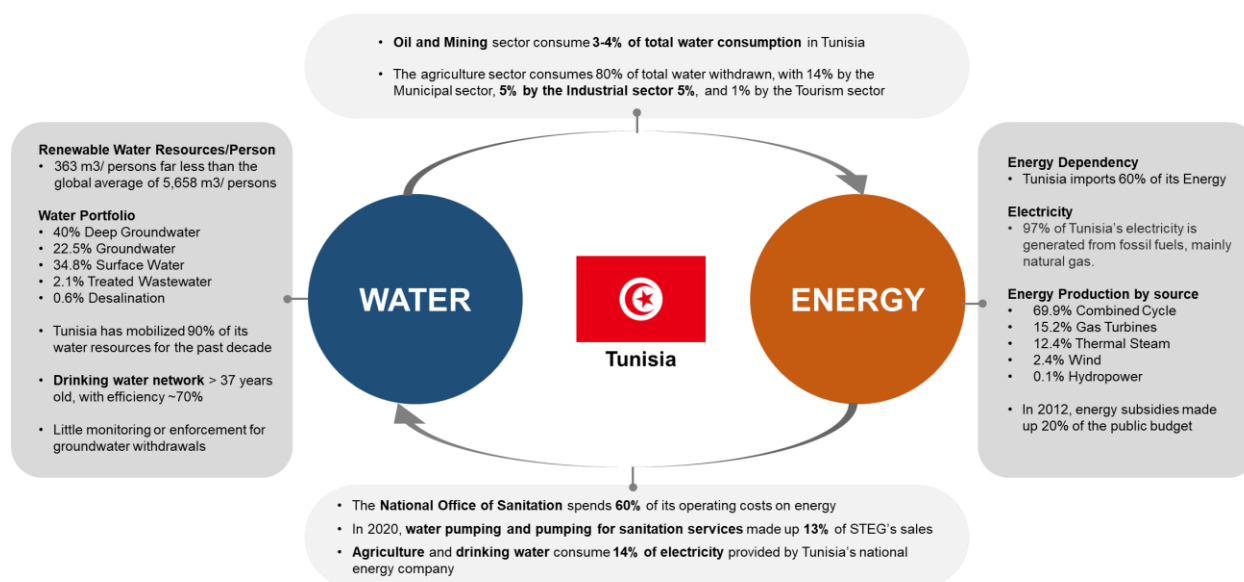 • Oil and Mining sector consume 3-4% of total water consumption in Tunisia
• The agriculture sector consumes 80% of total water withdrawn, with 14% by the
Municipal sector, 5% by the Industrial sector 5%, and 1% by the Tourism sector
Renewable Water Resources/Person
• 363 m3/ persons far less than the
global average of 5,658 m3/ persons
Water Portfolio
• 40% Deep Groundwater
• 22.5% Groundwater
• 34.8% Surface Water
• 2.1% Treated Wastewater
• 0.6% Desalination
• Tunisia has mobilized 90% of its
water resources for the past decade
• Drinking water network > 37 years
old, with efficiency ~70%
• Little monitoring or enforcement for
groundwater withdrawals
WATER
Tunisia
ENERGY
Energy Dependency
• Tunisia imports 60% of its Energy
Electricity
• 97% of Tunisia's electricity is
generated from fossil fuels, mainly
natural gas.
Energy Production by source
• 69.9% Combined Cycle
• 15.2% Gas Turbines
• 12.4% Thermal Steam
• 2.4% Wind
• 0.1% Hydropower
• In 2012, energy subsidies made
up 20% of the public budget
• The National Office of Sanitation spends 60% of its operating costs on energy
• In 2020, water pumping and pumping for sanitation services made up 13% of STEG's sales
• Agriculture and drinking water consume 14% of electricity provided by Tunisia's national
energy company